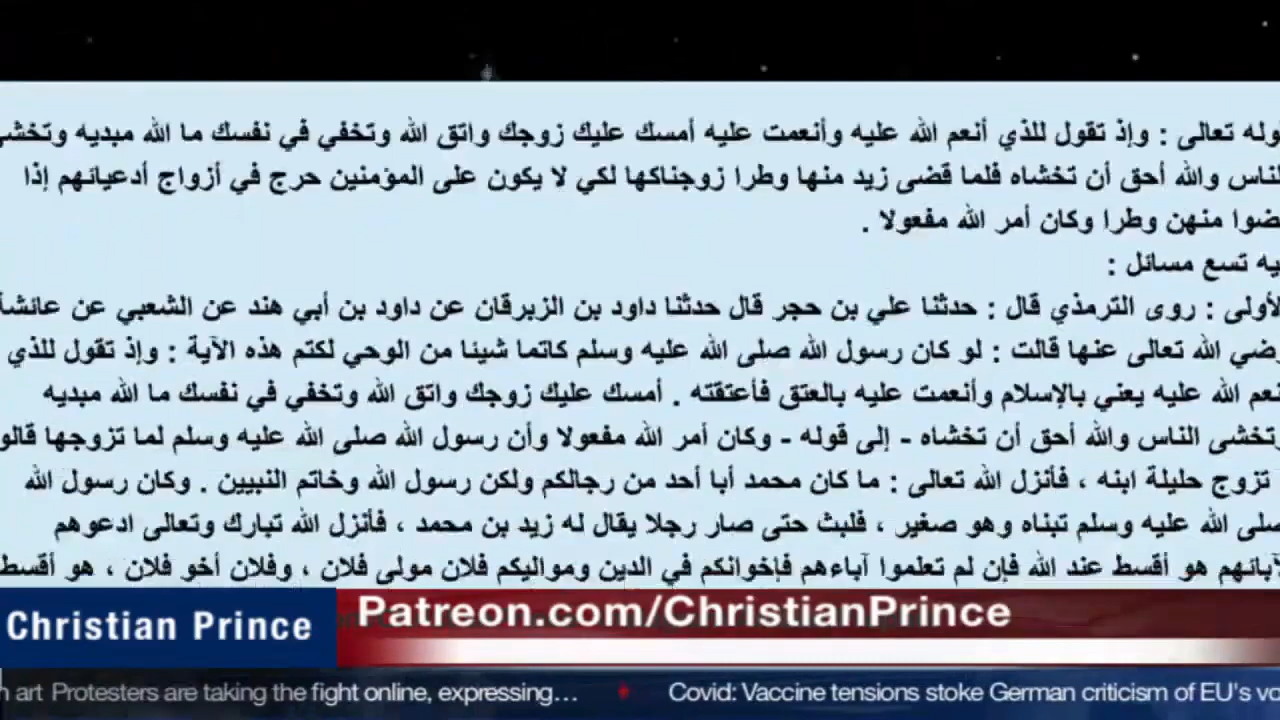 وله تعالى : وإذ تقول للذي أنعم الله عليه وأنعمت عليه أمسك عليك زوجك واتق الله وتخفي في نفسك ما الله مبديه وتخشى
لناس والله أحق أن تخشاه فلما قضى زيد منها وطرا زوجناكها لكي لا يكون على المؤمنين حرج في أزواج أدعيائهم إذا
ضوا منهن وطرا وكان أمر الله مفعولا .
يه تسع مسائل :
لأولى : روى الترمذي قال : حدثنا علي بن حجر قال حدثنا داود بن الزبرقان عن داود بن أبي هند عن الشعبي عن عائشة
ضي الله تعالى عنها قالت : لو كان رسول الله صلى الله عليه وسلم كاتما شيئا من الوحي لكتم هذه الآية : وإذ تقول للذي
نعم الله عليه يعني بالإسلام وأنعمت عليه بالعتق فأعتقته . أمسك عليك زوجك واتق الله وتخفي في نفسك ما الله مبديه
تخشى الناس والله أحق أن تخشاه - إلى قوله - وكان أمر الله مفعولا وأن رسول الله صلى الله عليه وسلم لما تزوجها قالو
تزوج حليلة ابنه ، فأنزل الله تعالى : ما كان محمد أبا أحد من رجالكم ولكن رسول الله وخاتم النبيين . وكان رسول الله
صلى الله عليه وسلم تبناه وهو صغير ، فلبث حتى صار رجلا يقال له زيد بن محمد ، فأنزل الله تبارك وتعالى ادعوهم
لآبائهم هو أقسط عند الله فإن لم تعلموا آباءهم فإخوانكم في الدين ومواليكم فلان مولى فلان ، وفلان أخو فلان ، هو أقسط
Patreon.com/ChristianPrince
Christian Prince
n art Protesters are taking the fight online, expressing... Covid: Vaccine tensions stoke German criticism of EU's vo